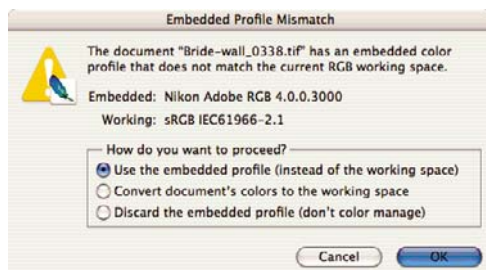 Embedded Profile Mismatch
The document "Bride-wall_0338.tif" has an embedded color
profile that does not match the current RGB working space.
Embedded: Nikon Adobe RGB 4.0.0.3000
Working: sRGB IEC61966-2.1
How do you want to proceed?
Use the embedded profile (instead of the working space)
Convert document's colors to the working space
Discard the embedded profile (don't color manage)
Cancel OK